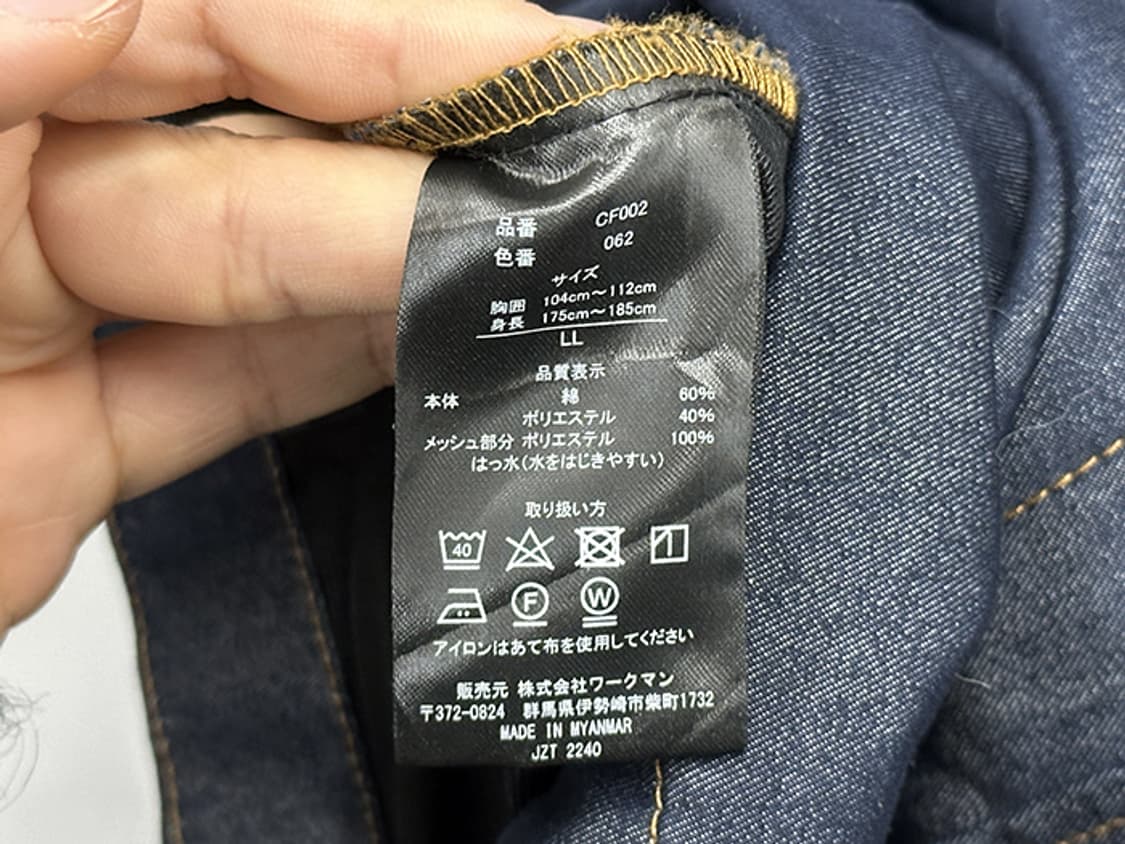 品番 CF002
色番 062
サイズ
胸囲 104cm～112cm
身長 175cm～185cm
LL
品質表示
本体 綿 60%
ポリエステル 40%
メッシュ部分 ポリエステル 100%
はっ水(水をはじきやすい)
取り扱い方
40
F W
アイロンはあて布を使用してください
販売元 株式会社ワークマン
〒372-0824 群馬県伊勢崎市柴町1732
MADE IN MYANMAR
JZT 2240